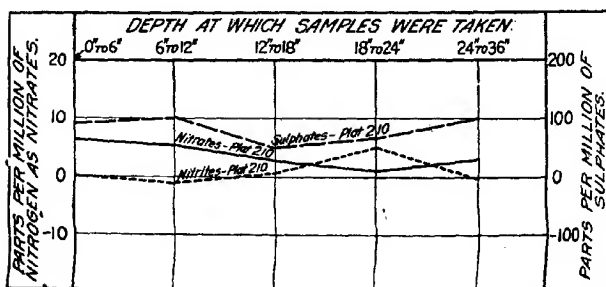 DEPTH AT WHICH SAMPLES WERE TAKEN:
0" TO 6" 6" TO 12" 12" TO 18" 18" TO 24" 24" TO 36"
PARTS PER MILLION OF
NITROGEN AS NITRATES.
20
10
0
-10
Sulphates - Plat 210
Nitrates - Plat 210
Nitrites - Plat 210
200
100
0
-100
PARTS PER MILLION OF
SULPHATES.